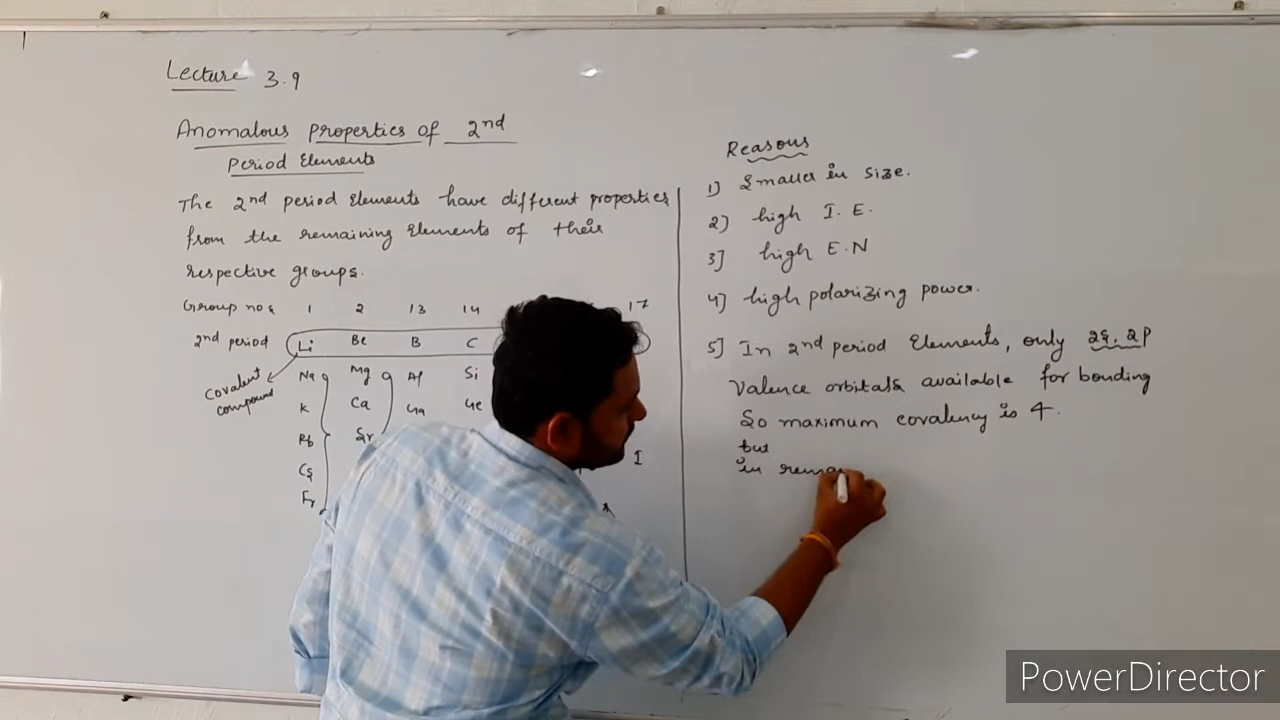 Lecture 3.9
Anomalous Properties of 2nd
Period Elements
The 2nd period Elements have different properties
from the remaining Elements of their
respective groups.
Group nos 1 2 13 14 17
2nd period Li Be B C
Covalent
compound
Na Mg Al Si
K Ca Ga Ge
Rb Sr I
Cs
Fr
Reasons
1) Smaller in size.
2) high I.E.
3] high E.N
4] high polarizing power.
5] In 2nd period Elements, only 2s, 2p
Valence orbitals available for bonding
So maximum covalency is 4.
but
in rema
PowerDirector